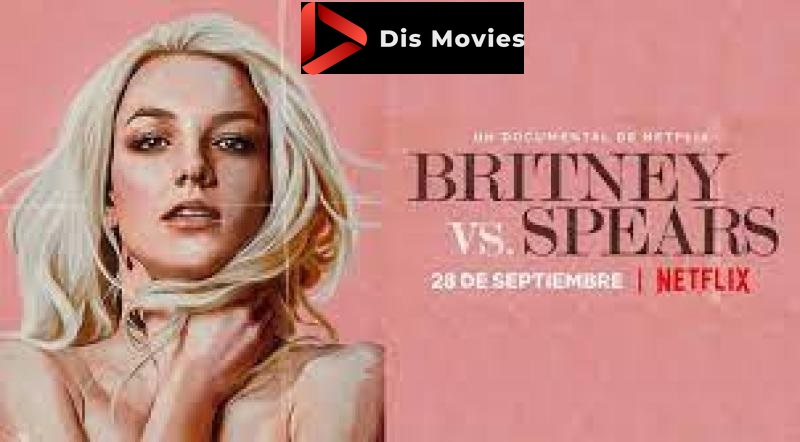 Dis Movies
UN DOCUMENTAL DE NETFLIX
BRITNEY
VS. SPEARS
28 DE SEPTIEMBRE | NETFLIX